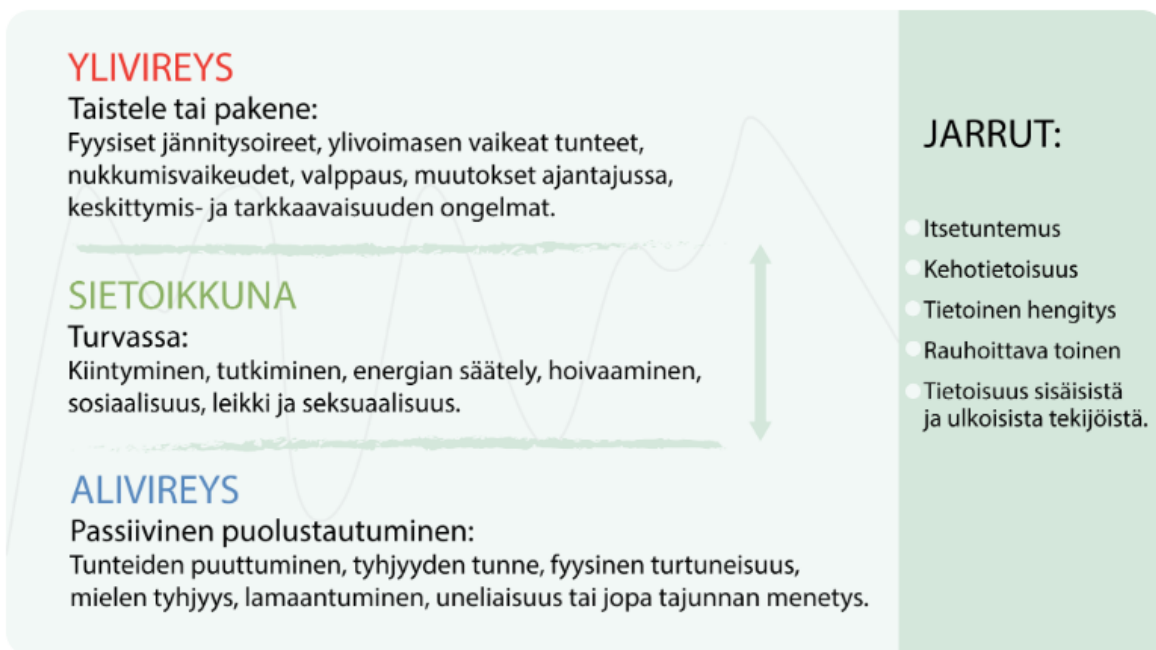 YLIVIREYS
Taistele tai pakene:
Fyysiset jännitysoireet, ylivoimasen vaikeat tunteet,
nukkumisvaikeudet, valppaus, muutokset ajantajussa,
keskittymis- ja tarkkaavaisuuden ongelmat.
SIETOIKKUNA
Turvassa:
Kiintyminen, tutkiminen, energian säätely, hoivaaminen,
sosiaalisuus, leikki ja seksuaalisuus.
ALIVIREYS
Passiivinen puolustautuminen:
Tunteiden puuttuminen, tyhjyyden tunne, fyysinen turtuneisuus,
mielen tyhjyys, lamaantuminen, uneliaisuus tai jopa tajunnan menetys.
JARRUT:
Itsetuntemus
Kehotietoisuus
Tietoinen hengitys
Rauhoittava toinen
Tietoisuus sisäisistä
ja ulkoisista tekijöistä.